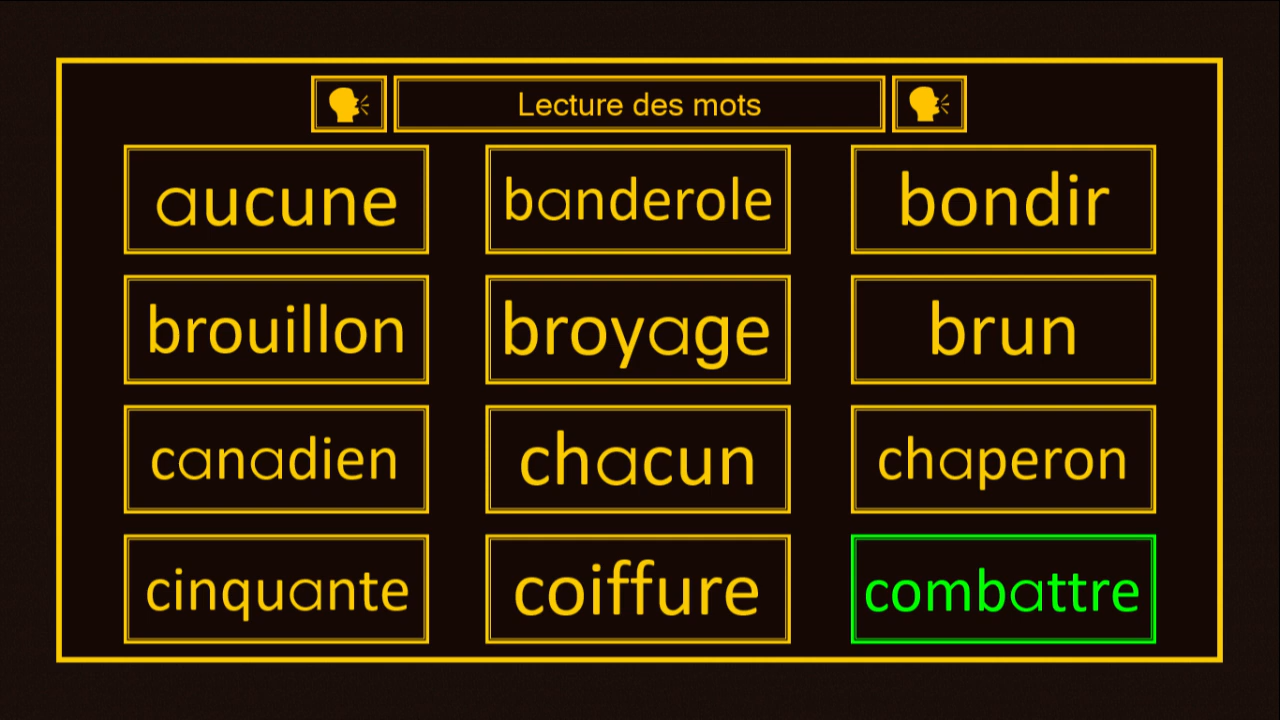 Lecture des mots
aucune banderole bondir
brouillon broyage brun
canadien chacun chaperon
cinquante coiffure combattre